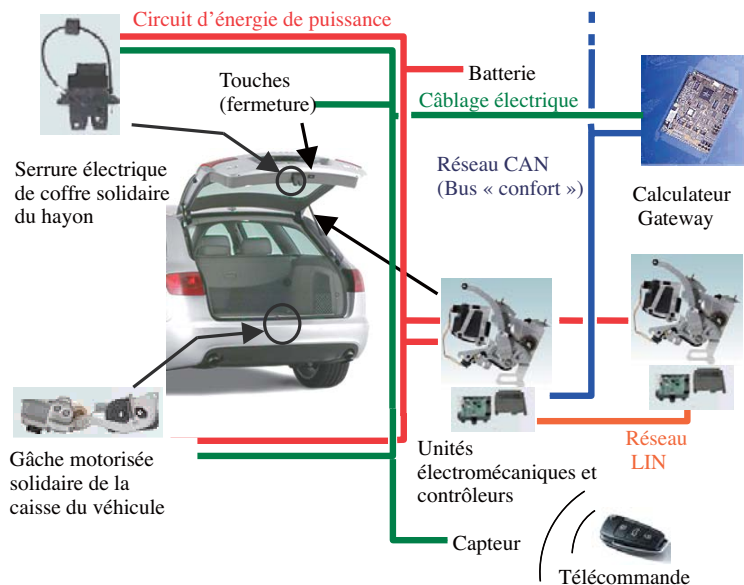 Circuit d’énergie de puissance
Touches
(fermeture)
Batterie
Câblage électrique
Serrure électrique
de coffre solidaire
du hayon
Réseau CAN
(Bus « confort »)
Calculateur
Gateway
Gâche motorisée
solidaire de la
caisse du véhicule
Unités
électromécaniques et
contrôleurs
Réseau
LIN
Capteur
Télécommande